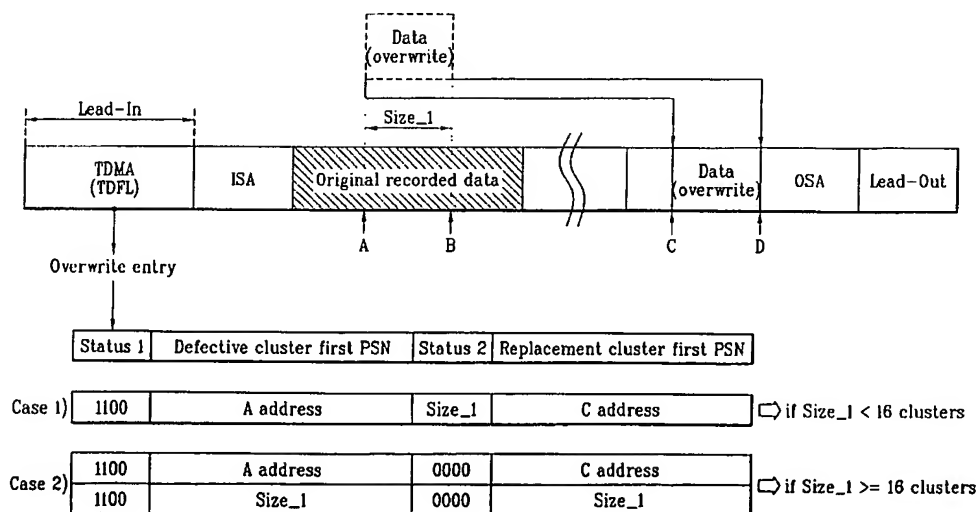 Data
(overwrite)
Lead-In
Size_1
TDMA
(TDFL)
ISA
Original recorded data
Data
(overwrite)
OSA
Lead-Out
A
B
C
D
Overwrite entry
Status 1 Defective cluster first PSN Status 2 Replacement cluster first PSN
Case 1) 1100 A address Size_1 C address if Size_1 < 16 clusters
Case 2) 1100 A address 0000 C address if Size_1 >= 16 clusters
1100 Size_1 0000 Size_1